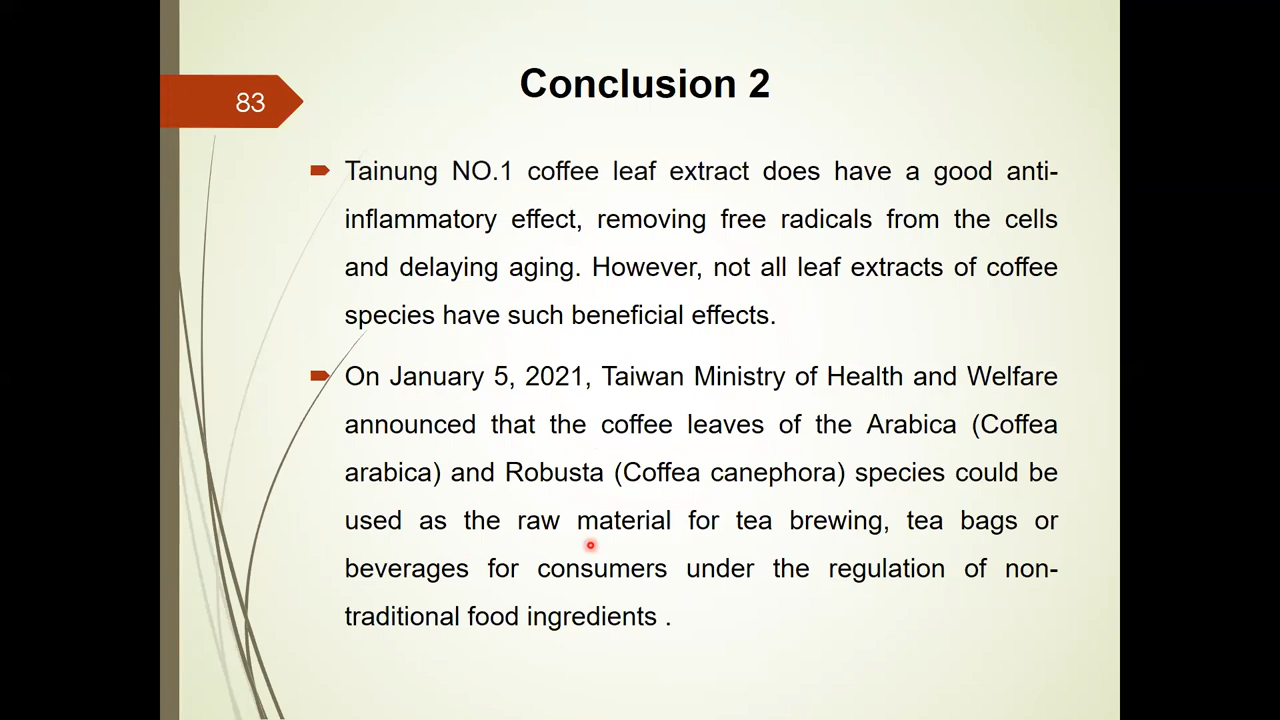 Conclusion 2
83
Tainung NO.1 coffee leaf extract does have a good anti-
inflammatory effect, removing free radicals from the cells
and delaying aging. However, not all leaf extracts of coffee
species have such beneficial effects.
On January 5, 2021, Taiwan Ministry of Health and Welfare
announced that the coffee leaves of the Arabica (Coffea
arabica) and Robusta (Coffea canephora) species could be
used as the raw material for tea brewing, tea bags or
beverages for consumers under the regulation of non-
traditional food ingredients .